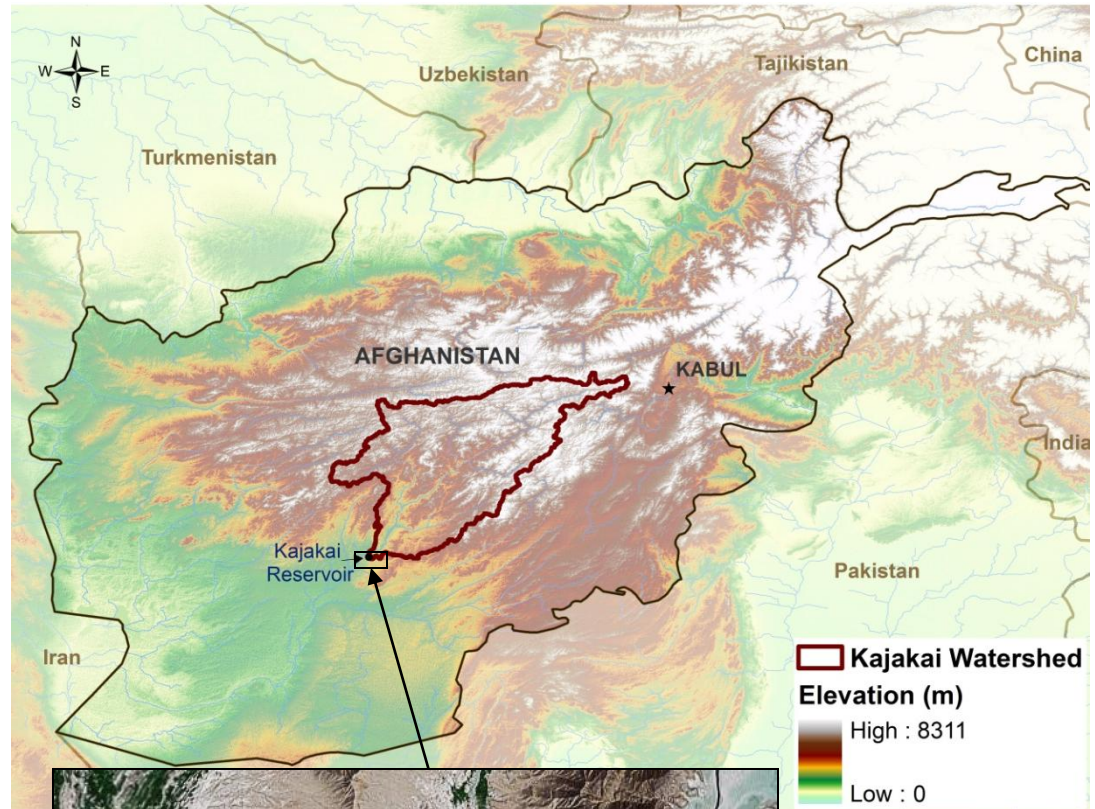 N
W E
S
Uzbekistan
Tajikistan
China
Turkmenistan
AFGHANISTAN
KABUL
India
Kajakai
Reservoir
Pakistan
Iran
Kajakai Watershed
Elevation (m)
High : 8311
Low : 0